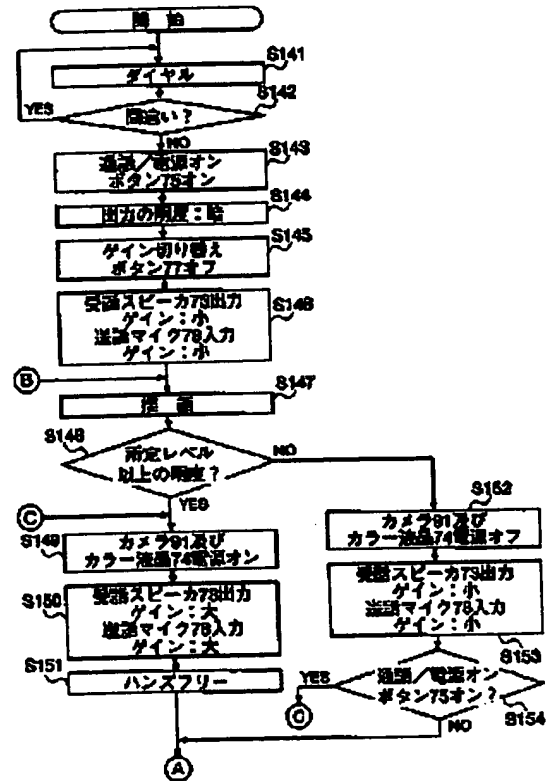 開始
S141
ダイヤル
S142
間違い?
YES
NO
S143
通話/電源オン
ボタン75オン
S144
出力の明度:暗
S145
ゲイン切り替え
ボタン77オフ
S146
受話スピーカ73出力
ゲイン:小
送話マイク78入力
ゲイン:小
B
S147
S148
所定レベル
以上の明度?
NO
YES
C
S149
カメラ91及び
カラー液晶74電源オン
S150
受話スピーカ73出力
ゲイン:大
送話マイク78入力
ゲイン:大
S151
ハンズフリー
A
S152
カメラ91及び
カラー液晶74電源オフ
受話スピーカ73出力
ゲイン:小
送話マイク78入力
ゲイン:小
S153
YES
通話/電源オン
ボタン75オン?
S154
NO